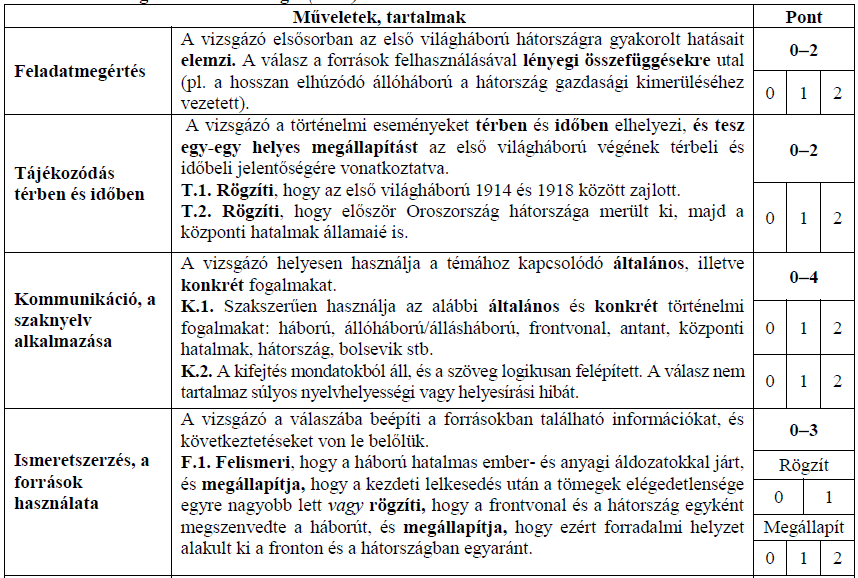 Műveletek, tartalmak Pont
Feladatmegértés
A vizsgázó elsősorban az első világháború hátországra gyakorolt hatásait
elemzi. A válasz a források felhasználásával lényegi összefüggésekre utal
(pl. a hosszan elhúzódó állóháború a hátország gazdasági kimerüléséhez
vezetett).
0–2
0 1 2
Tájékozódás
térben és időben
A vizsgázó a történelmi eseményeket térben és időben elhelyezi, és tesz
egy-egy helyes megállapítást az első világháború végének térbeli és
időbeli jelentőségére vonatkoztatva.
T.1. Rögzíti, hogy az első világháború 1914 és 1918 között zajlott.
T.2. Rögzíti, hogy először Oroszország hátországa merült ki, majd a
központi hatalmak államaié is.
0–2
0 1 2
Kommunikáció, a
szaknyelv
alkalmazása
A vizsgázó helyesen használja a témához kapcsolódó általános, illetve
konkrét fogalmakat.
K.1. Szakszerűen használja az alábbi általános és konkrét történelmi
fogalmakat: háború, állóháború/állásháború, frontvonal, antant, központi
hatalmak, hátország, bolsevik stb.
K.2. A kifejtés mondatokból áll, és a szöveg logikusan felépített. A válasz nem
tartalmaz súlyos nyelvhelyességi vagy helyesírási hibát.
0–4
0 1 2
0 1 2
Ismeretszerzés, a
források
használata
A vizsgázó a válaszába beépíti a forrásokban található információkat, és
következtetéseket von le belőlük.
F.1. Felismeri, hogy a háború hatalmas ember- és anyagi áldozatokkal járt,
és megállapítja, hogy a kezdeti lelkesedés után a tömegek elégedetlensége
egyre nagyobb lett vagy rögzíti, hogy a frontvonal és a hátország egyként
megszenvedte a háborút, és megállapítja, hogy ezért forradalmi helyzet
alakult ki a fronton és a hátországban egyaránt.
0–3
Rögzít
0 1
Megállapít
0 1 2